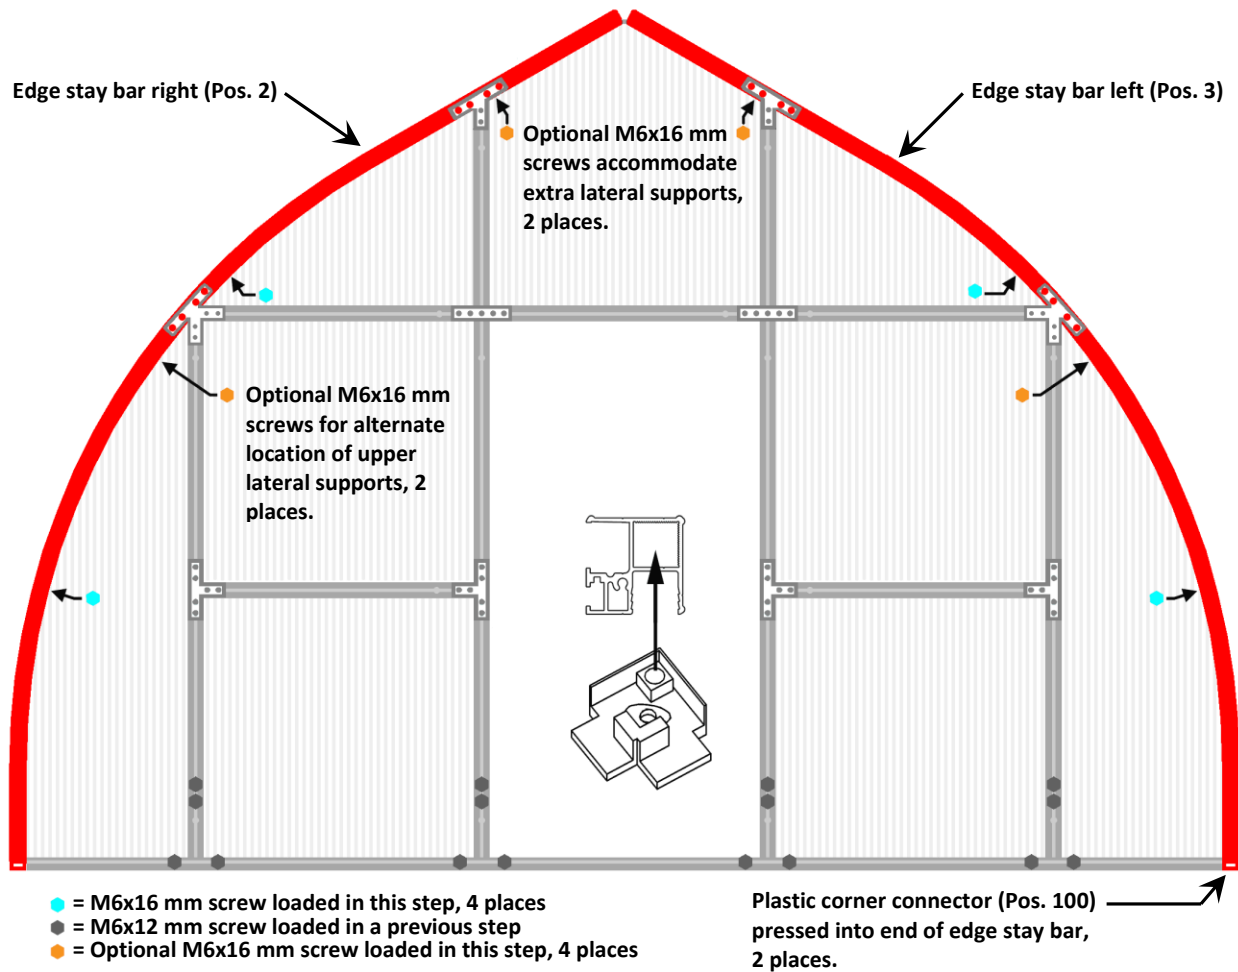 Edge stay bar right (Pos. 2)
Edge stay bar left (Pos. 3)
Optional M6x16 mm
screws accommodate
extra lateral supports,
2 places.
Optional M6x16 mm
screws for alternate
location of upper
lateral supports, 2
places.
= M6x16 mm screw loaded in this step, 4 places
= M6x12 mm screw loaded in a previous step
= Optional M6x16 mm screw loaded in this step, 4 places
Plastic corner connector (Pos. 100)
pressed into end of edge stay bar,
2 places.